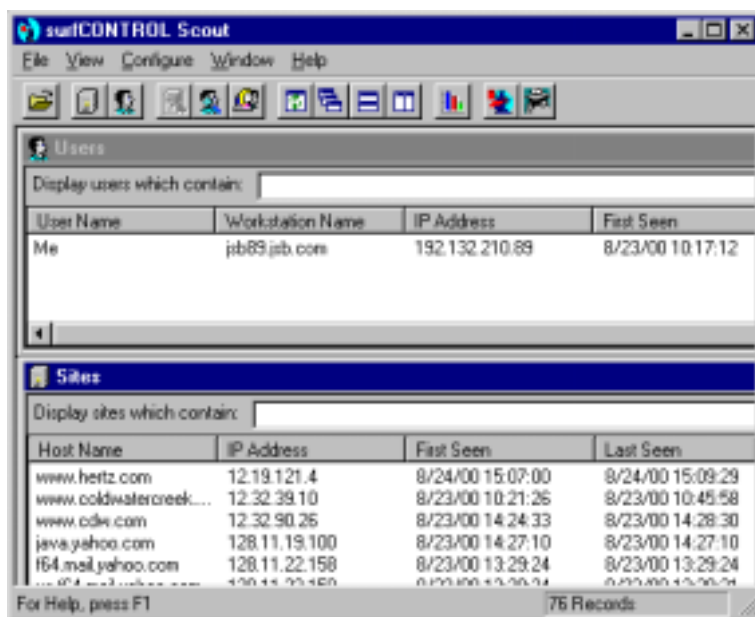 surfCONTROL Scout
File View Configure Window Help
Users
Display users which contain:
User Name Workstation Name IP Address First Seen
Me jsb89.jsb.com 192.132.210.89 8/23/00 10:17:12
Sites
Display sites which contain:
Host Name IP Address First Seen Last Seen
www.hertz.com 12.19.121.4 8/24/00 15:07:00 8/24/00 15:09:29
www.coldwatercreek.... 12.32.39.10 8/23/00 10:21:26 8/23/00 10:45:58
www.cdw.com 12.32.90.26 8/23/00 14:24:33 8/23/00 14:28:30
java.yahoo.com 128.11.19.100 8/23/00 14:27:10 8/23/00 14:27:10
f64.mail.yahoo.com 128.11.22.158 8/23/00 13:29:24 8/23/00 13:29:24
For Help, press F1 76 Records